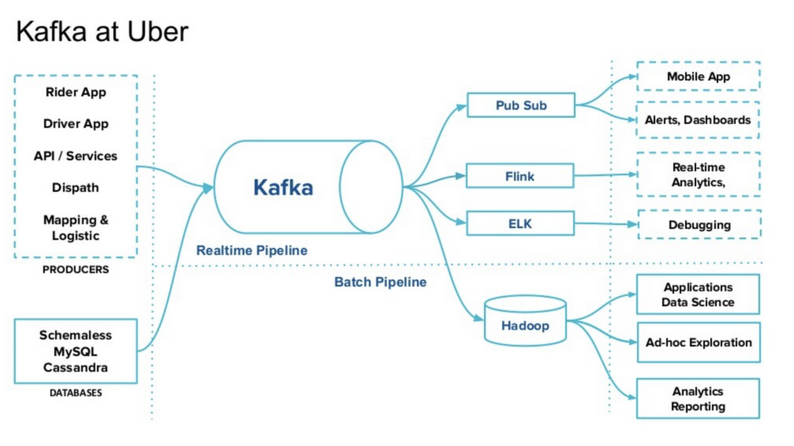 Kafka at Uber
Rider App
Driver App
API / Services
Dispath
Mapping &
Logistic
PRODUCERS
Schemaless
MySQL
Cassandra
DATABASES
Kafka
Realtime Pipeline
Batch Pipeline
Pub Sub
Flink
ELK
Hadoop
Mobile App
Alerts, Dashboards
Real-time
Analytics,
Debugging
Applications
Data Science
Ad-hoc Exploration
Analytics
Reporting